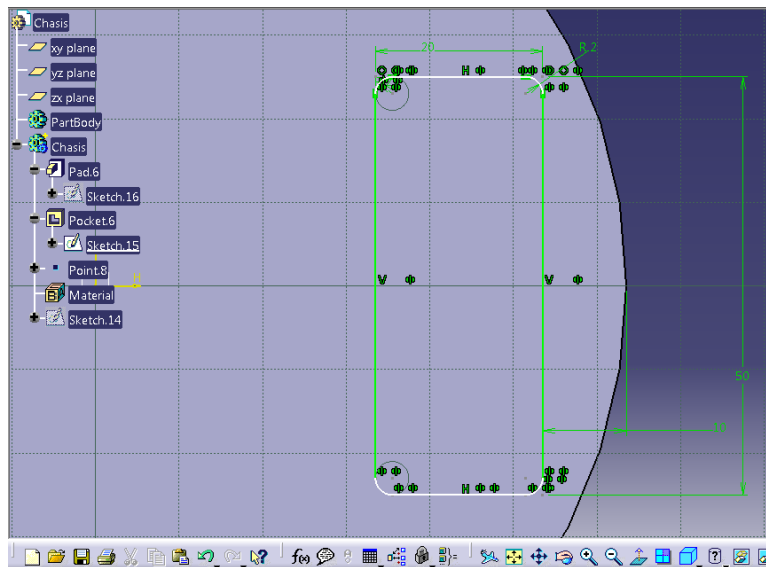 Chasis
xy plane
yz plane
zx plane
PartBody
Chasis
Pad.6
Sketch.16
Pocket.6
Sketch.15
Point.8
Material
Sketch.14
20
R 2
H
V
V
H
H
50
10
f(x)